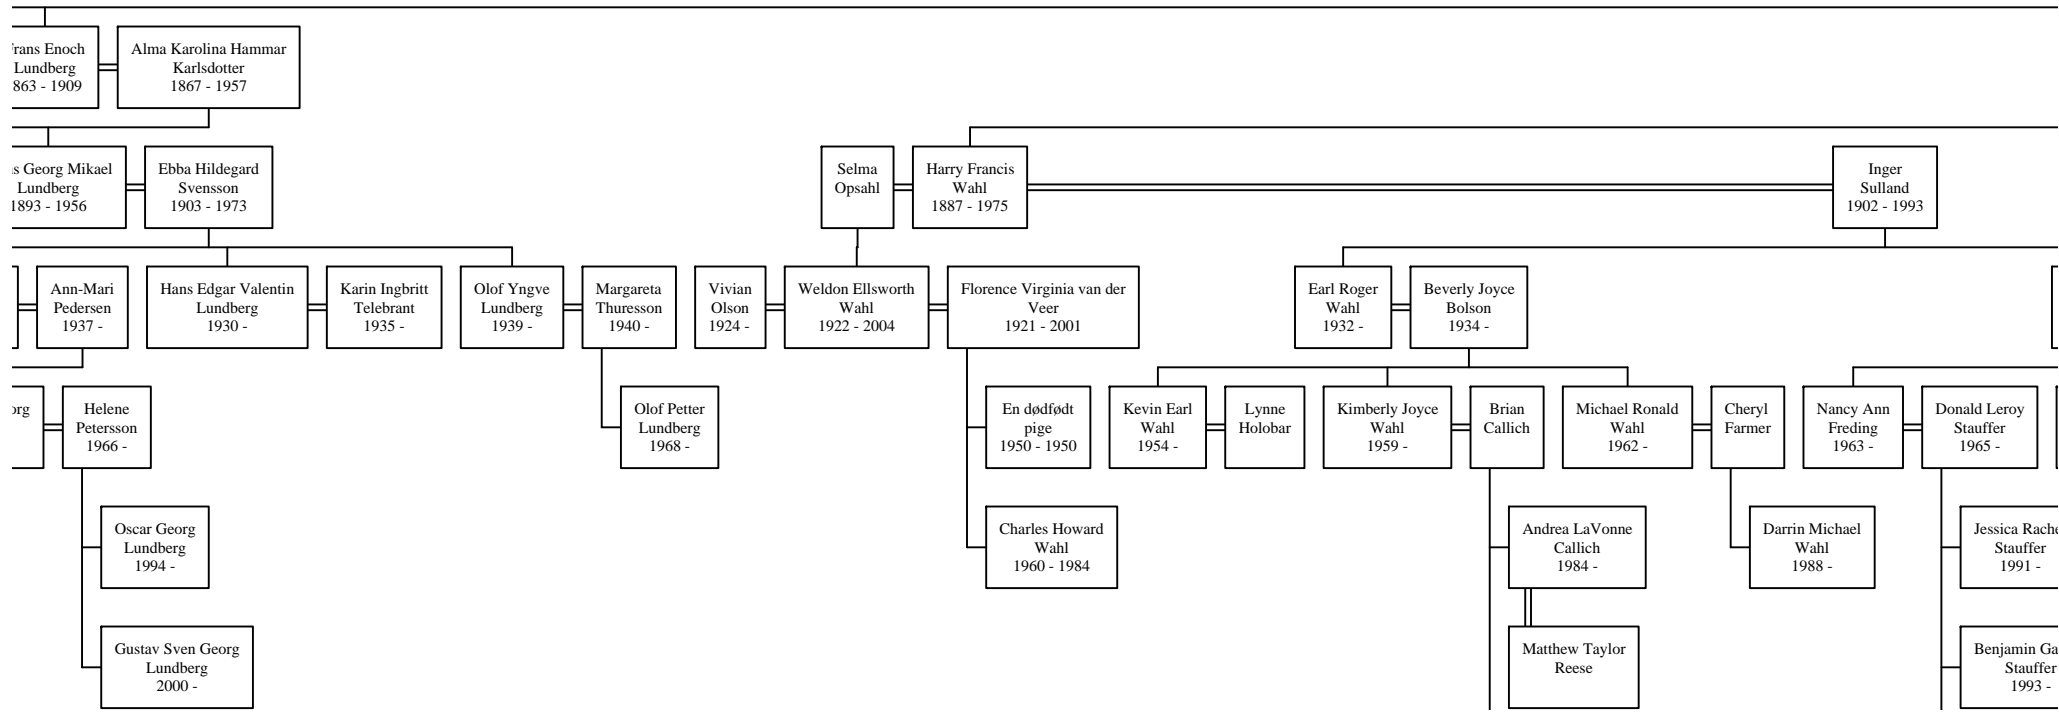 Enoch
Lundberg
- 1909
Alma Karolina Hammar
Karlsdotter
1867 - 1957
Georg Mikael
Lundberg
1893 - 1956
Ebba Hildegard
Svensson
1903 - 1973
Selma
Opsahl
Harry Francis
Wahl
1887 - 1975
Inger
Sulland
1902 - 1993
Ann-Mari
Pedersen
1937 -
Hans Edgar Valentin
Lundberg
1930 -
Karin Ingbritt
Telebrant
1935 -
Olof Yngve
Lundberg
1939 -
Margareta
Thuresson
1940 -
Vivian
Olson
1924 -
Weldon Ellsworth
Wahl
1922 - 2004
Florence Virginia van der
Veer
1921 - 2001
Earl Roger
Wahl
1932 -
Beverly Joyce
Bolson
1934 -
Helene
Petersson
1966 -
Olof Petter
Lundberg
1968 -
En dødfødt
pige
1950 - 1950
Kevin Earl
Wahl
1954 -
Lynne
Holobar
Kimberly Joyce
Wahl
1959 -
Brian
Callich
Michael Ronald
Wahl
1962 -
Cheryl
Farmer
Nancy Ann
Freding
1963 -
Donald Leroy
Stauffer
1965 -
Oscar Georg
Lundberg
1994 -
Charles Howard
Wahl
1960 - 1984
Andrea LaVonne
Callich
1984 -
Darrin Michael
Wahl
1988 -
Jessica
Stauffer
1991 -
Gustav Sven Georg
Lundberg
2000 -
Matthew Taylor
Reese
Benjamin
Stauffer
1993 -